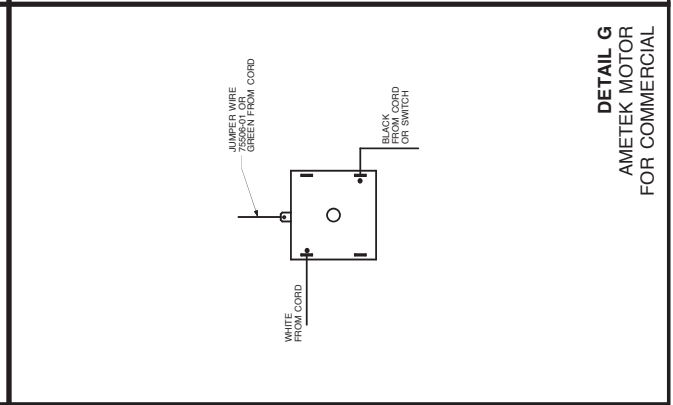 DETAIL G
AMETEK MOTOR
FOR COMMERCIAL
JUMPER WIRE
75506-01 OR
GREEN FROM CORD
BLACK
FROM CORD
OR SWITCH
WHITE
FROM CORD